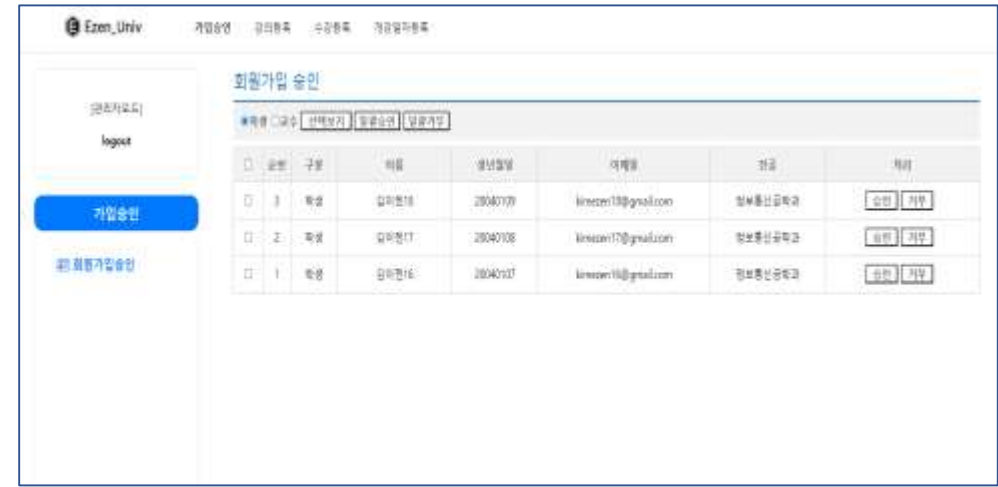 Ezen_Univ 가입승인 강의등록 수강등록 개강일자등록
[관리자모드]
logout
가입승인
회원가입승인
회원가입 승인
학생 교수 선택보기 일괄승인 일괄거부
순번 구분 이름 생년월일 이메일 전공 처리
3 학생 김이젠18 20040109 kimezen18@gmail.com 정보통신공학과 승인 거부
2 학생 김이젠17 20040108 kimezen17@gmail.com 정보통신공학과 승인 거부
1 학생 김이젠16 20040107 kimezen16@gmail.com 정보통신공학과 승인 거부